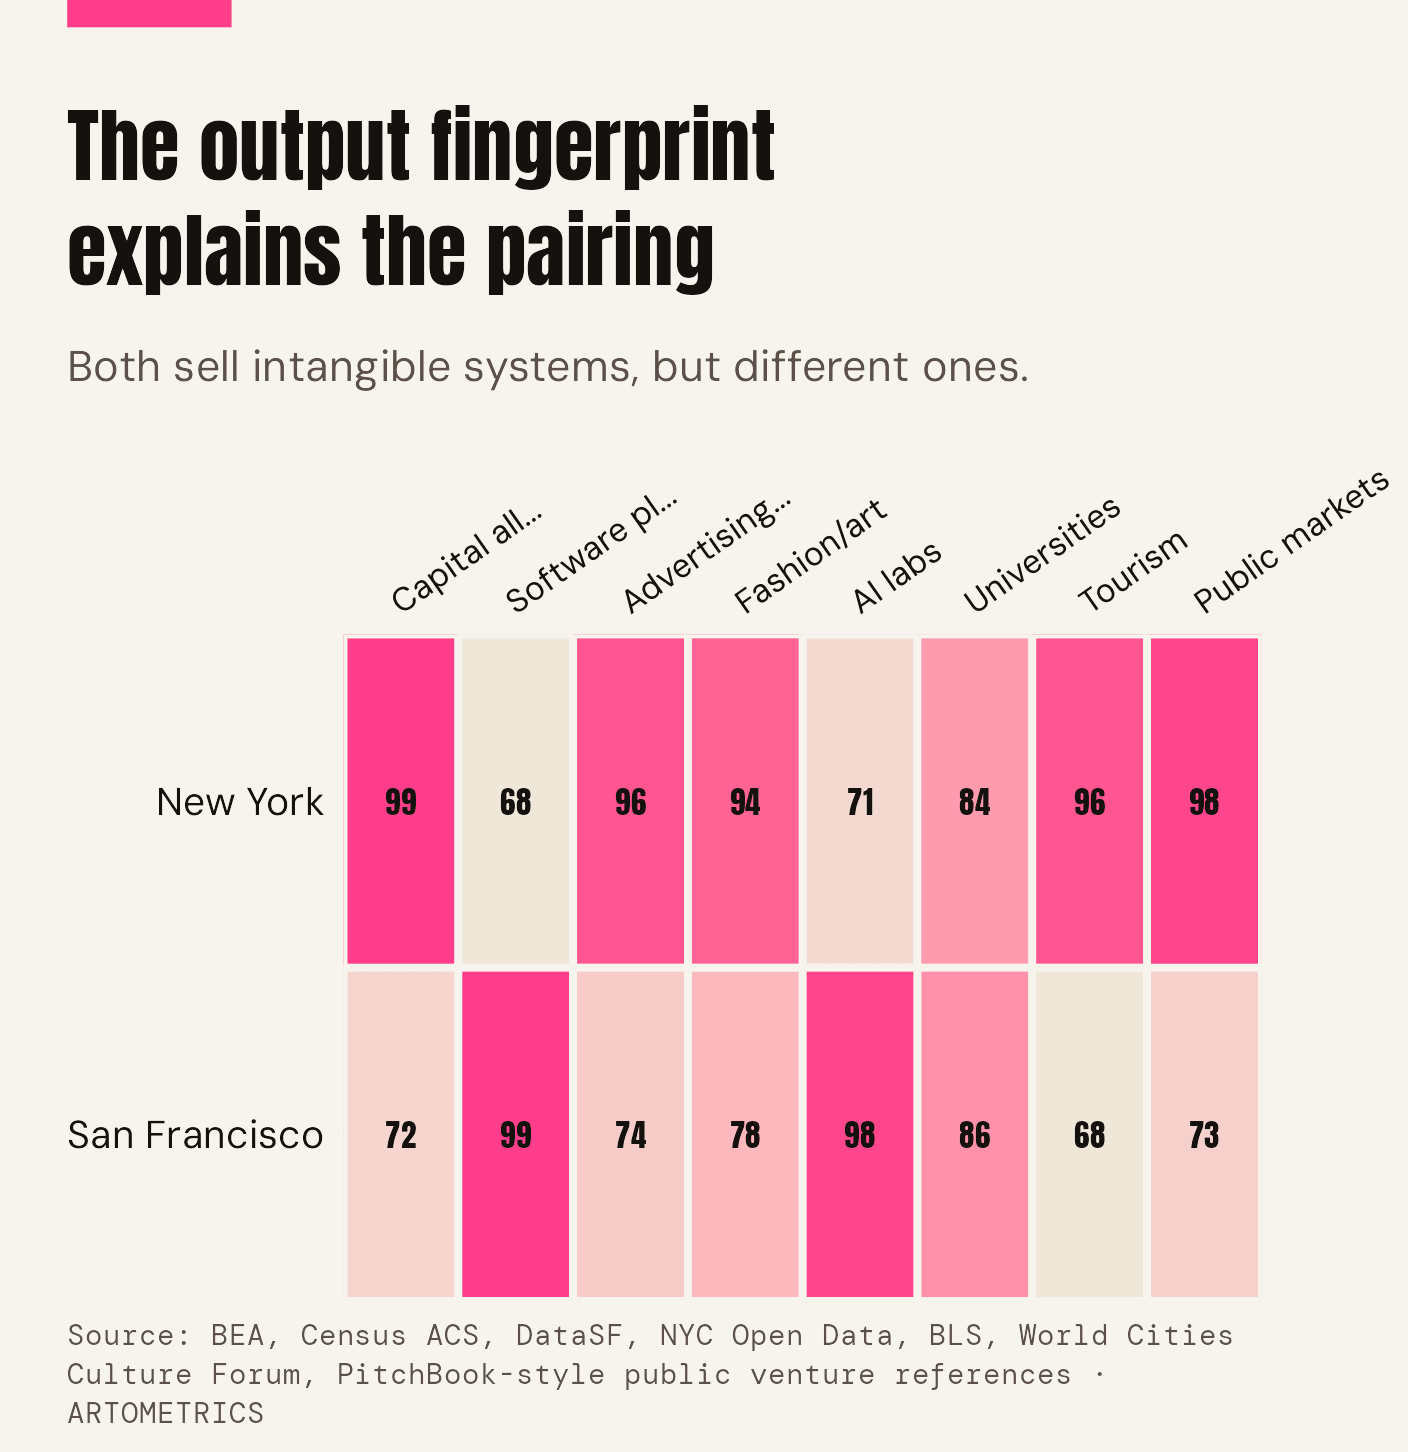 The output fingerprint
explains the pairing
Both sell intangible systems, but different ones.
Capital all...
Software pl...
Advertising...
Fashion/art
AI labs
Universities
Tourism
Public markets
New York 99 68 96 94 71 84 96 98
San Francisco 72 99 74 78 98 86 68 73
Source: BEA, Census ACS, DataSF, NYC Open Data, BLS, World Cities
Culture Forum, PitchBook-style public venture references ·
ARTOMETRICS